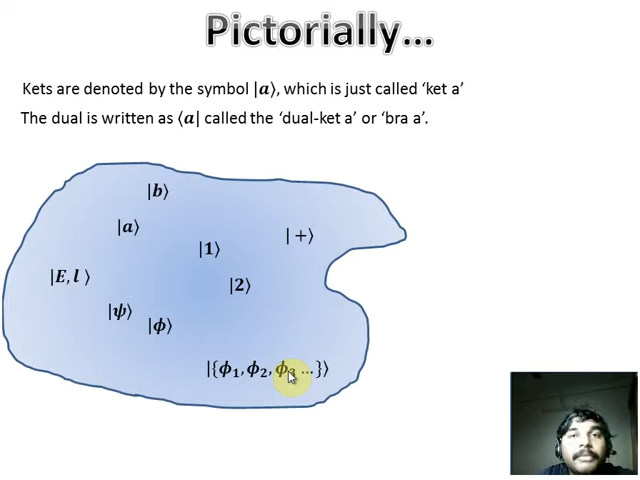 Pictorially...
Kets are denoted by the symbol |a⟩, which is just called ‘ket a’
The dual is written as ⟨a| called the ‘dual-ket a’ or ‘bra a’.
|b⟩
|a⟩
|+⟩
|1⟩
|E, l ⟩
|2⟩
|ψ⟩
|ϕ⟩
|{ϕ₁, ϕ₂, ϕ₃ ...}⟩